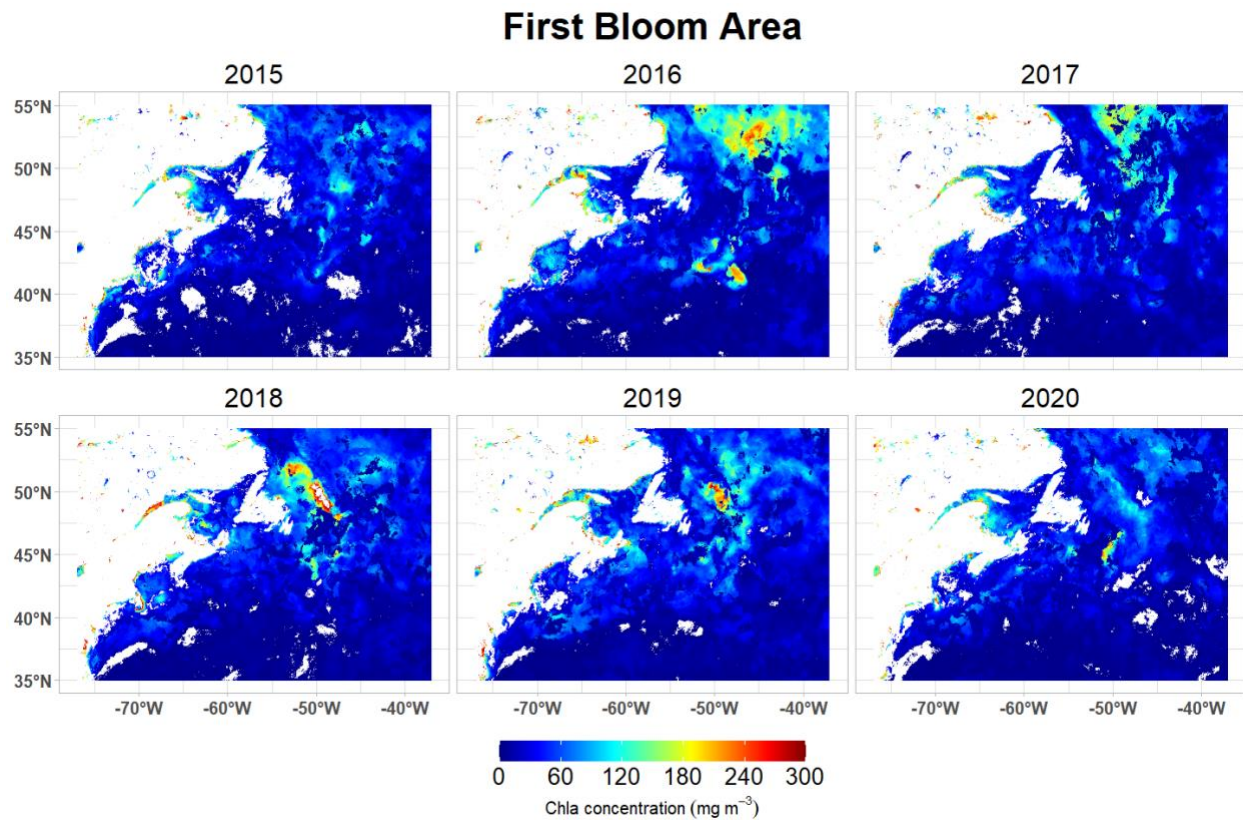 First Bloom Area
2015 2016 2017
55°N
50°N
45°N
40°N
35°N
2018 2019 2020
55°N
50°N
45°N
40°N
35°N
-70°W -60°W -50°W -40°W -70°W -60°W -50°W -40°W -70°W -60°W -50°W -40°W
0 60 120 180 240 300
Chla concentration (mg m⁻³)